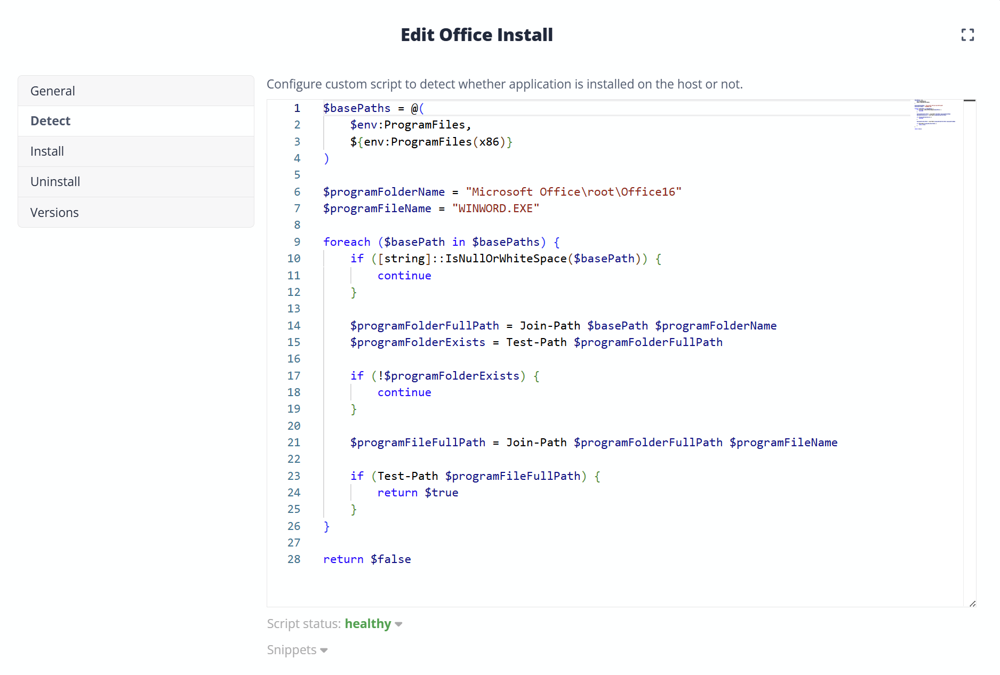 Edit Office Install
General
Detect
Install
Uninstall
Versions
Configure custom script to detect whether application is installed on the host or not.
1 $basePaths = @(
2     $env:ProgramFiles,
3     ${env:ProgramFiles(x86)}
4 )
5
6 $programFolderName = "Microsoft Office\root\Office16"
7 $programFileName = "WINWORD.EXE"
8
9 foreach ($basePath in $basePaths) {
10     if ([string]::IsNullOrWhiteSpace($basePath)) {
11         continue
12     }
13
14     $programFolderFullPath = Join-Path $basePath $programFolderName
15     $programFolderExists = Test-Path $programFolderFullPath
16
17     if (!$programFolderExists) {
18         continue
19     }
20
21     $programFileFullPath = Join-Path $programFolderFullPath $programFileName
22
23     if (Test-Path $programFileFullPath) {
24         return $true
25     }
26 }
27
28 return $false
Script status: healthy
Snippets